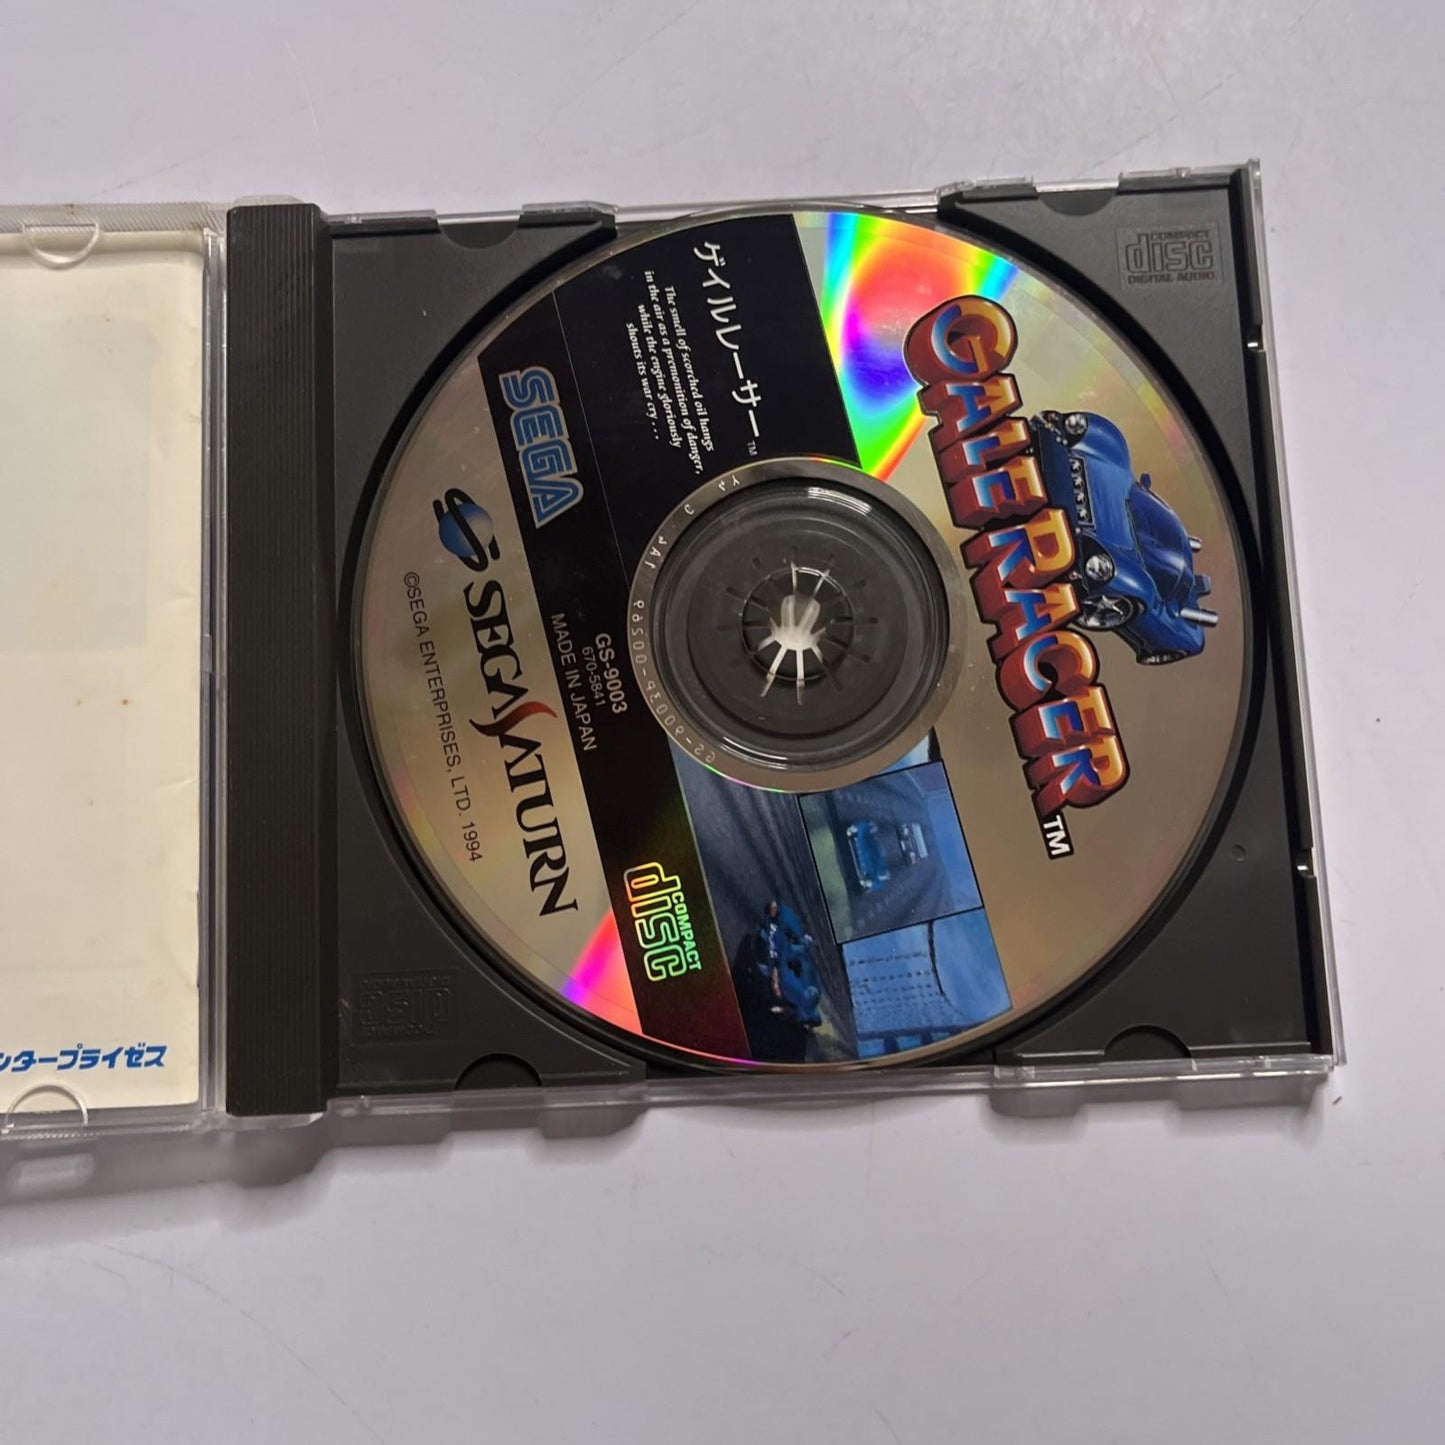 GALE RACER™
ゲイルレーサー™
The smell of scorched oil hangs
in the air as a premonition of danger,
while the engine gloriously
shouts its war cry...
SEGA
GS-9003
670-5841
MADE IN JAPAN
COMPACT
disc
SEGA SATURN
©SEGA ENTERPRISES, LTD. 1994
COMPACT
disc
DIGITAL AUDIO
ンタープライゼス